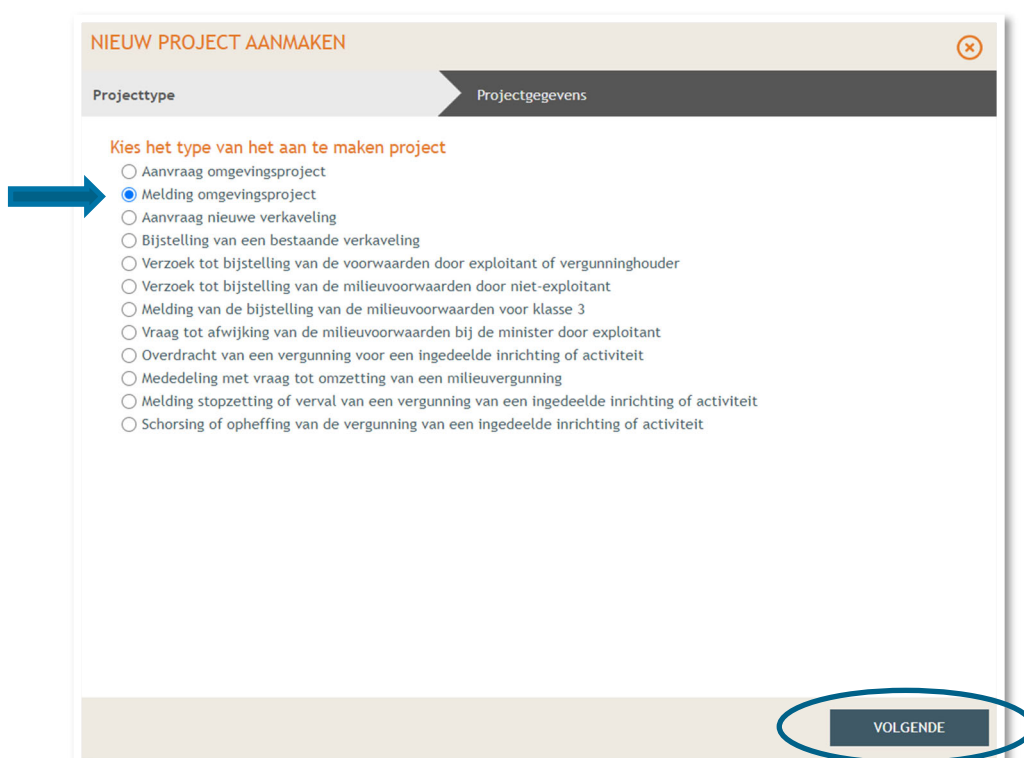 NIEUW PROJECT AANMAKEN
Projecttype
Projectgegevens
Kies het type van het aan te maken project
Aanvraag omgevingsproject
Melding omgevingsproject
Aanvraag nieuwe verkaveling
Bijstelling van een bestaande verkaveling
Verzoek tot bijstelling van de voorwaarden door exploitant of vergunninghouder
Verzoek tot bijstelling van de milieuvoorwaarden door niet-exploitant
Melding van de bijstelling van de milieuvoorwaarden voor klasse 3
Vraag tot afwijking van de milieuvoorwaarden bij de minister door exploitant
Overdracht van een vergunning voor een ingedeelde inrichting of activiteit
Mededeling met vraag tot omzetting van een milieuvergunning
Melding stopzetting of verval van een vergunning van een ingedeelde inrichting of activiteit
Schorsing of opheffing van de vergunning van een ingedeelde inrichting of activiteit
VOLGENDE